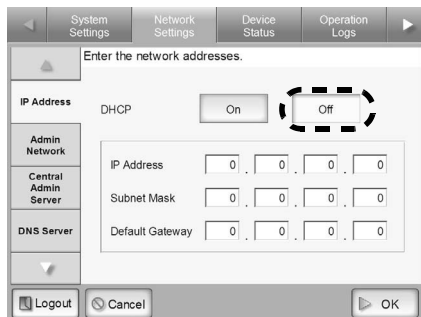 System Settings
Network Settings
Device Status
Operation Logs
Enter the network addresses.
IP Address
Admin Network
Central Admin Server
DNS Server
DHCP
On
Off
IP Address 0 . 0 . 0 . 0
Subnet Mask 0 . 0 . 0 . 0
Default Gateway 0 . 0 . 0 . 0
Logout
Cancel
OK